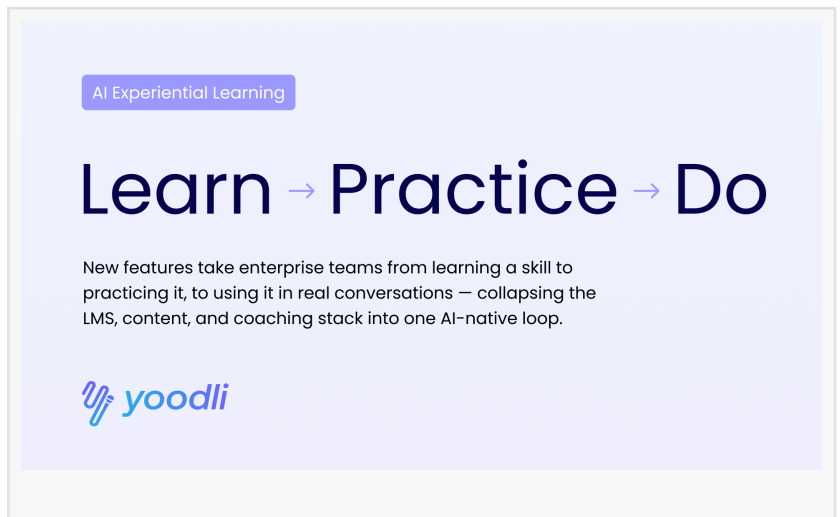 AI Experiential Learning
Learn → Practice → Do
New features take enterprise teams from learning a skill to
practicing it, to using it in real conversations — collapsing the
LMS, content, and coaching stack into one AI-native loop.
yoodli